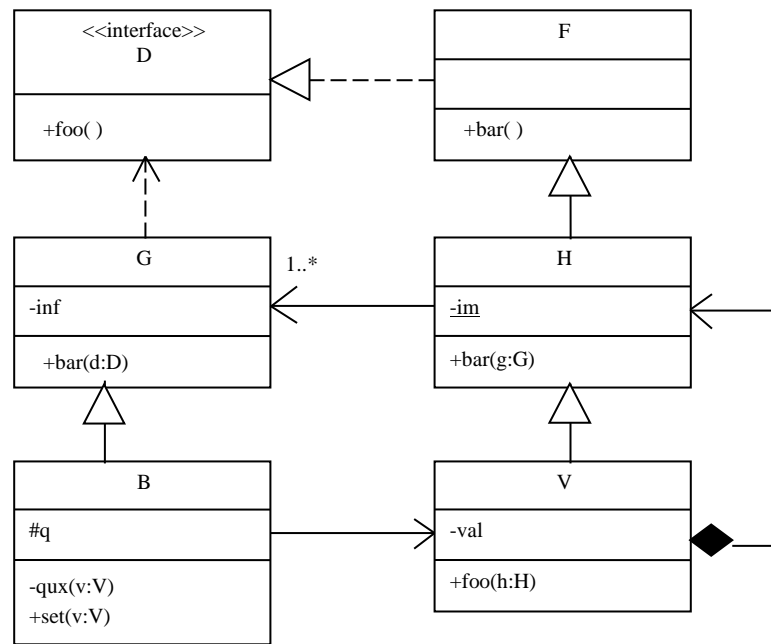 <<interface>>
D
+foo( )
F
+bar( )
G
-inf
+bar(d:D)
1..*
H
-im
+bar(g:G)
B
#q
-qux(v:V)
+set(v:V)
V
-val
+foo(h:H)